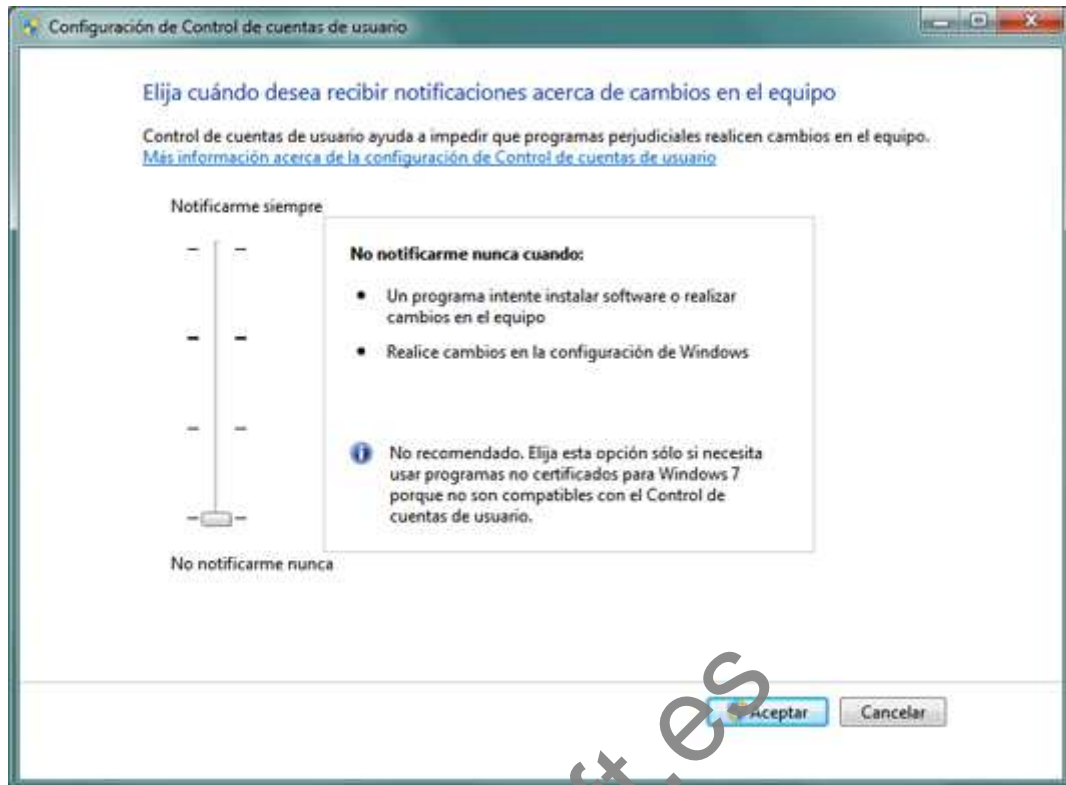 Configuración de Control de cuentas de usuario
Elija cuándo desea recibir notificaciones acerca de cambios en el equipo
Control de cuentas de usuario ayuda a impedir que programas perjudiciales realicen cambios en el equipo.
Más información acerca de la configuración de Control de cuentas de usuario
Notificarme siempre
No notificarme nunca cuando:
• Un programa intente instalar software o realizar
cambios en el equipo
• Realice cambios en la configuración de Windows
No recomendado. Elija esta opción sólo si necesita
usar programas no certificados para Windows 7
porque no son compatibles con el Control de
cuentas de usuario.
No notificarme nunca
Aceptar Cancelar